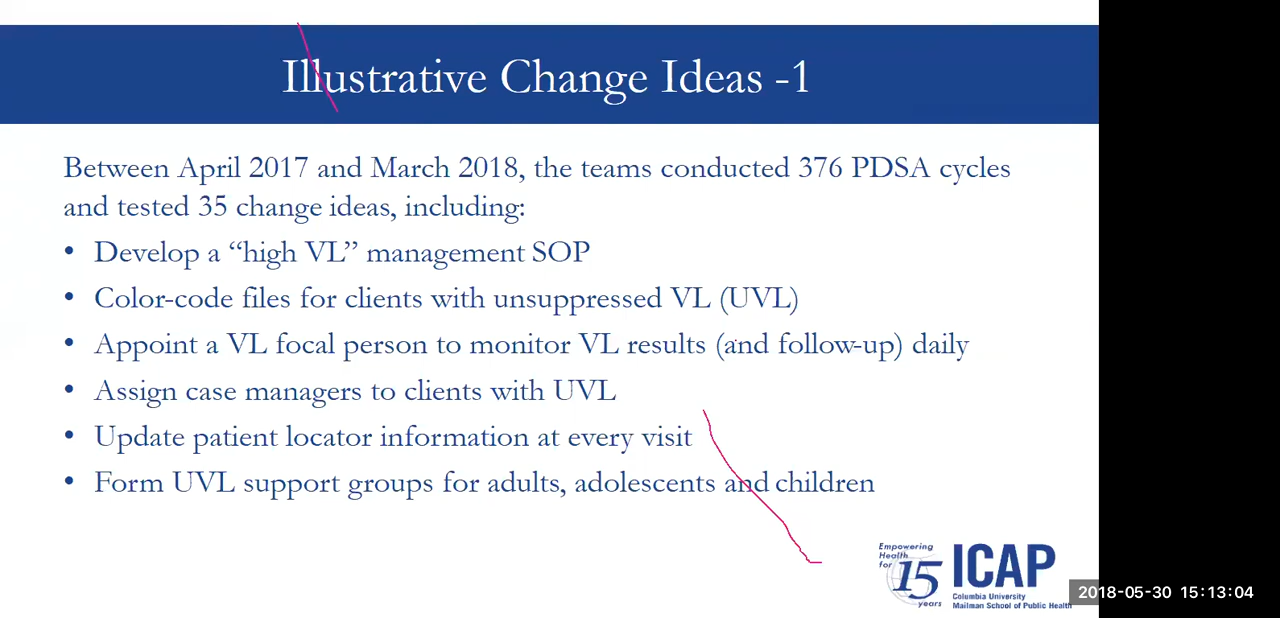 Illustrative Change Ideas -1
Between April 2017 and March 2018, the teams conducted 376 PDSA cycles
and tested 35 change ideas, including:
• Develop a “high VL” management SOP
• Color-code files for clients with unsuppressed VL (UVL)
• Appoint a VL focal person to monitor VL results (and follow-up) daily
• Assign case managers to clients with UVL
• Update patient locator information at every visit
• Form UVL support groups for adults, adolescents and children
Empowering
Health
for
15
years
ICAP
Columbia University
Mailman School of Public Health
2018-05-30 15:13:04